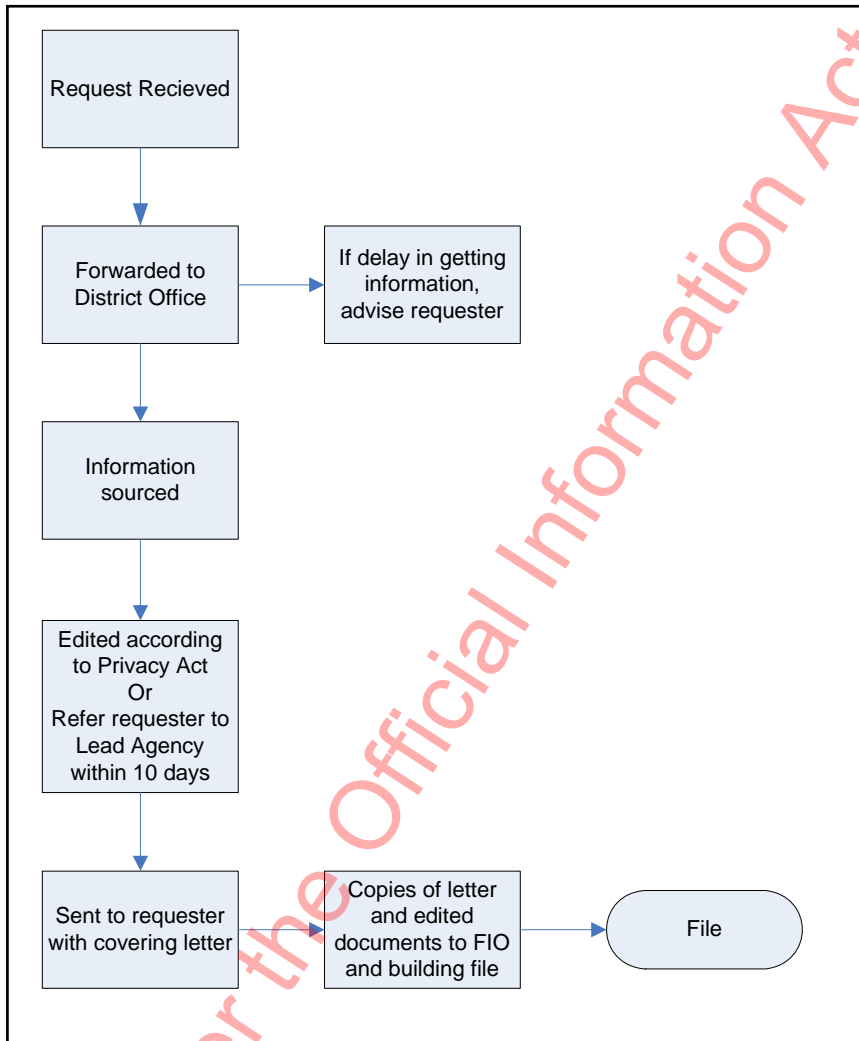 Request Recieved
Forwarded to
District Office
If delay in getting
information,
advise requester
Information
sourced
Edited according
to Privacy Act
Or
Refer requester to
Lead Agency
within 10 days
Sent to requester
with covering letter
Copies of letter
and edited
documents to FIO
and building file
File
er the Official Information Act